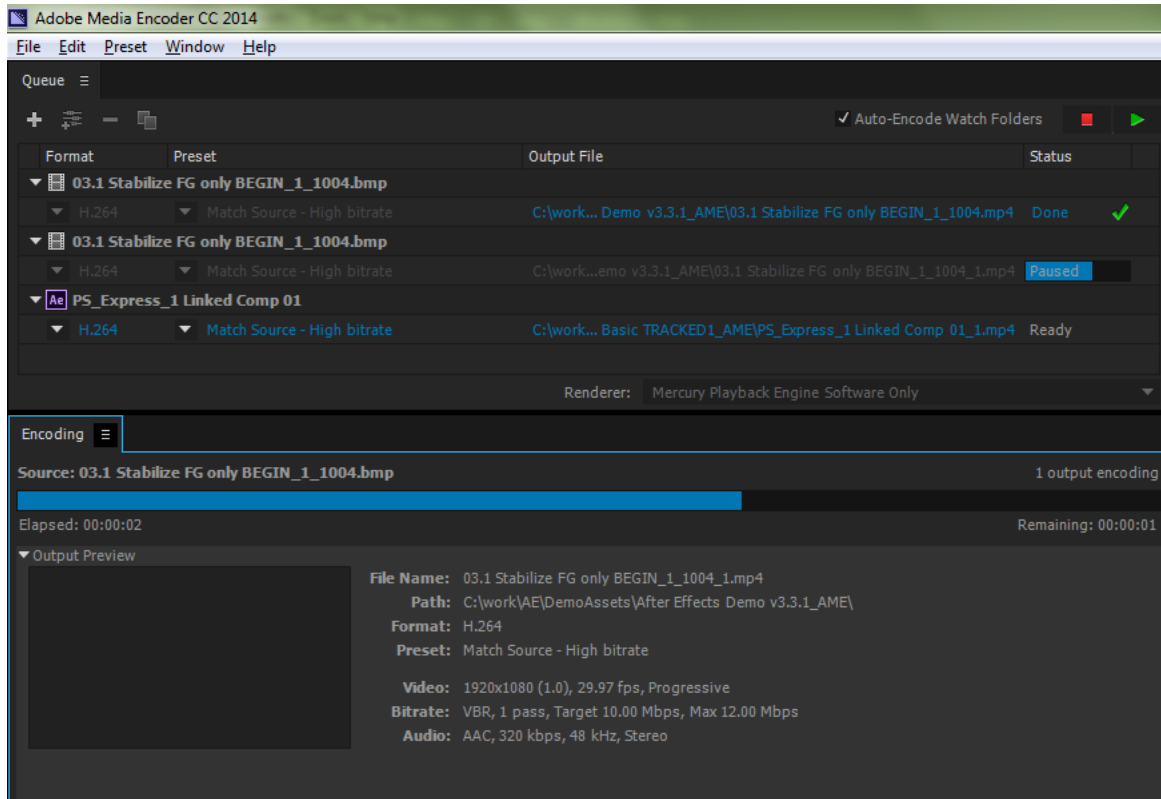 Adobe Media Encoder CC 2014
File Edit Preset Window Help
Queue
Auto-Encode Watch Folders
Format Preset Output File Status
03.1 Stabilize FG only BEGIN_1_1004.bmp
H.264 Match Source - High bitrate C:\work... Demo v3.3.1_AME\03.1 Stabilize FG only BEGIN_1_1004.mp4 Done
03.1 Stabilize FG only BEGIN_1_1004.bmp
H.264 Match Source - High bitrate C:\work...emo v3.3.1_AME\03.1 Stabilize FG only BEGIN_1_1004_1.mp4 Paused
Ae PS_Express_1 Linked Comp 01
H.264 Match Source - High bitrate C:\work... Basic TRACKED1_AME\PS_Express_1 Linked Comp 01_1.mp4 Ready
Renderer: Mercury Playback Engine Software Only
Encoding
Source: 03.1 Stabilize FG only BEGIN_1_1004.bmp 1 output encoding
Elapsed: 00:00:02 Remaining: 00:00:01
Output Preview
File Name: 03.1 Stabilize FG only BEGIN_1_1004_1.mp4
Path: C:\work\AE\DemoAssets\After Effects Demo v3.3.1_AME\
Format: H.264
Preset: Match Source - High bitrate
Video: 1920x1080 (1.0), 29.97 fps, Progressive
Bitrate: VBR, 1 pass, Target 10.00 Mbps, Max 12.00 Mbps
Audio: AAC, 320 kbps, 48 kHz, Stereo